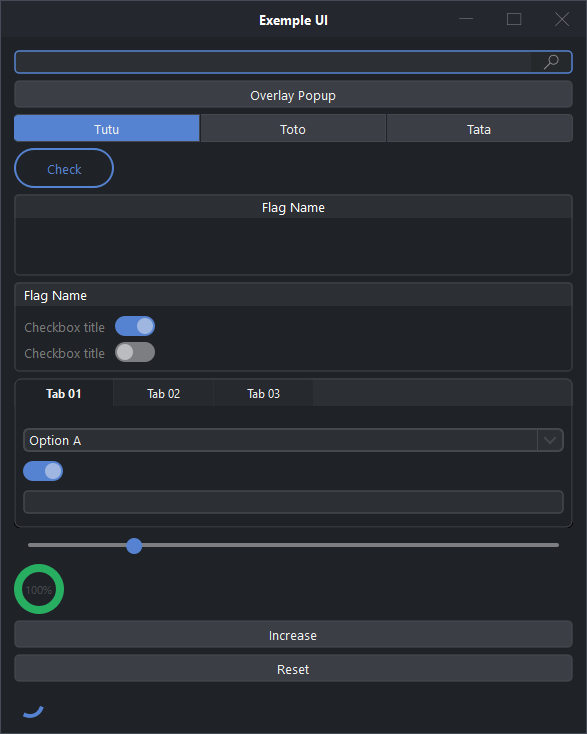 Exemple UI
Overlay Popup
Tutu Toto Tata
Check
Flag Name
Flag Name
Checkbox title
Checkbox title
Tab 01 Tab 02 Tab 03
Option A
100%
Increase
Reset